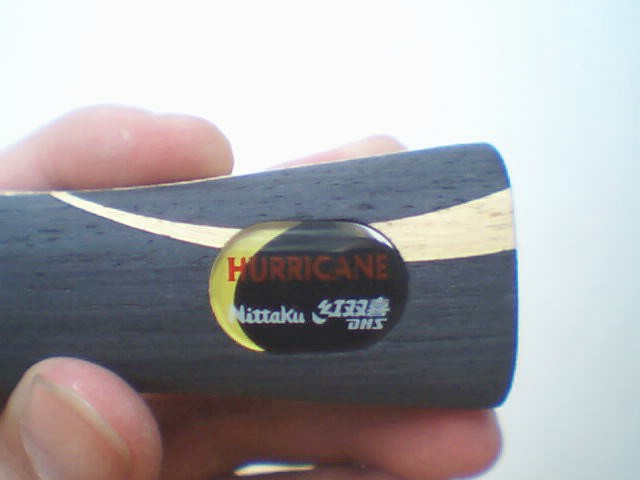 HURRICANE
Nittaku 红双喜
DHS